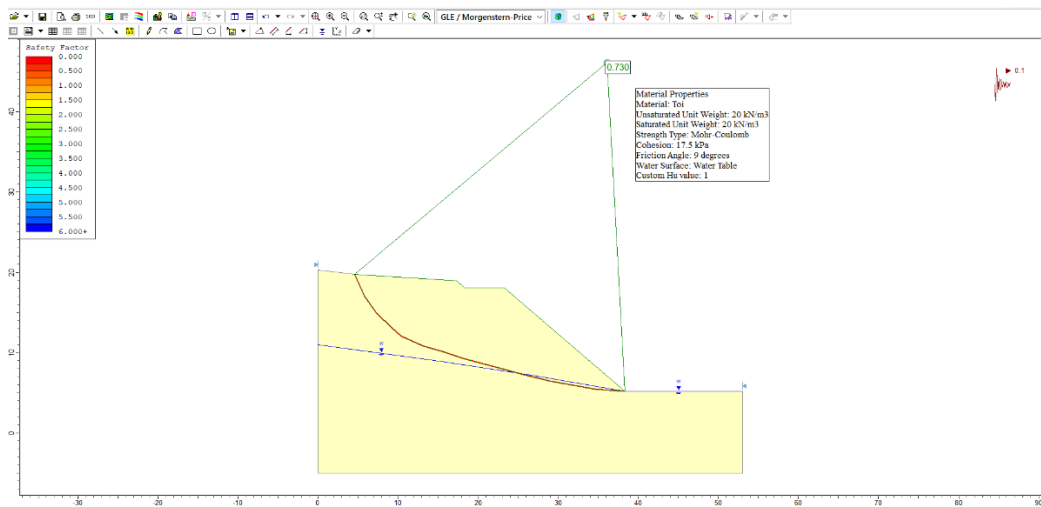 GLE / Morgenstern-Price
Safety Factor
0.000
0.500
1.000
1.500
2.000
2.500
3.000
3.500
4.000
4.500
5.000
5.500
6.000+
0.730
Material Properties
Material: Toi
Unsaturated Unit Weight: 20 kN/m3
Saturated Unit Weight: 20 kN/m3
Strength Type: Mohr-Coulomb
Cohesion: 17.5 kPa
Friction Angle: 9 degrees
Water Surface: Water Table
Custom Hu value: 1
0.1
40
30
20
10
0
W
W
-30
-20
-10
0
10
20
30
40
50
60
70
80
90